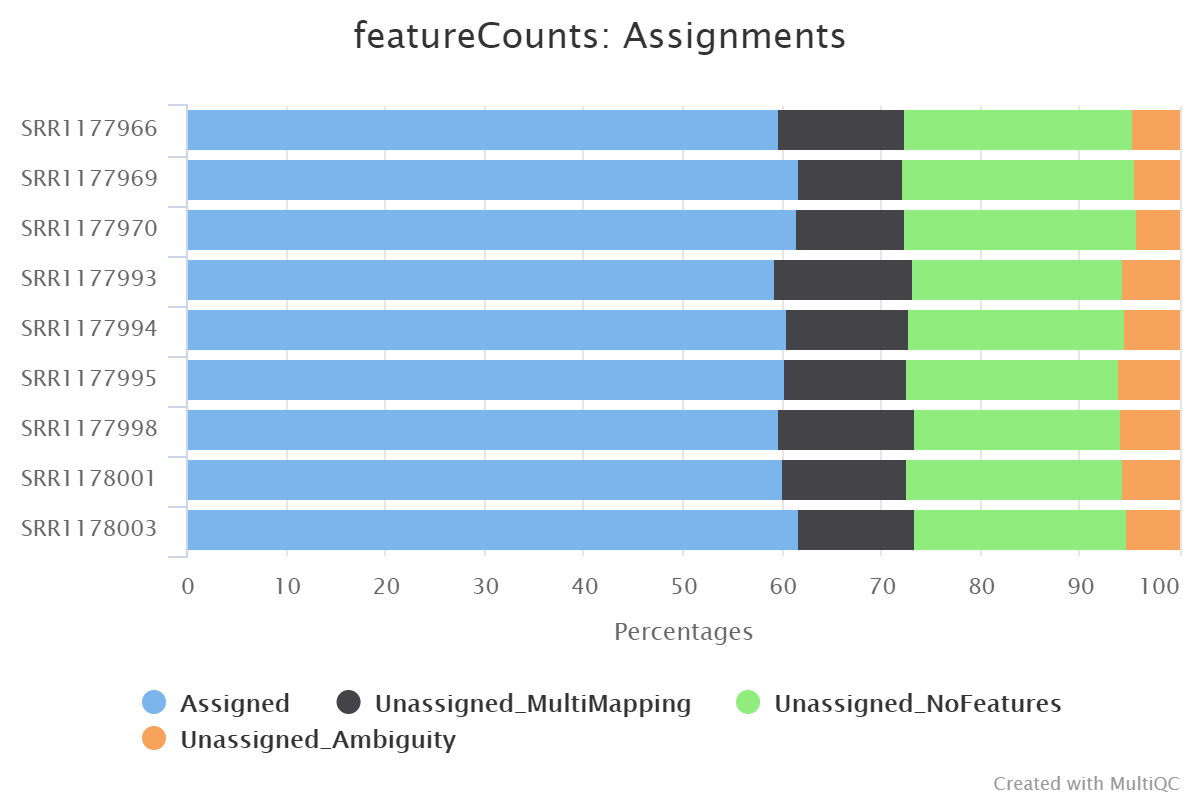 featureCounts: Assignments
SRR1177966
SRR1177969
SRR1177970
SRR1177993
SRR1177994
SRR1177995
SRR1177998
SRR1178001
SRR1178003
0 10 20 30 40 50 60 70 80 90 100
Percentages
Assigned Unassigned_MultiMapping Unassigned_NoFeatures
Unassigned_Ambiguity
Created with MultiQC